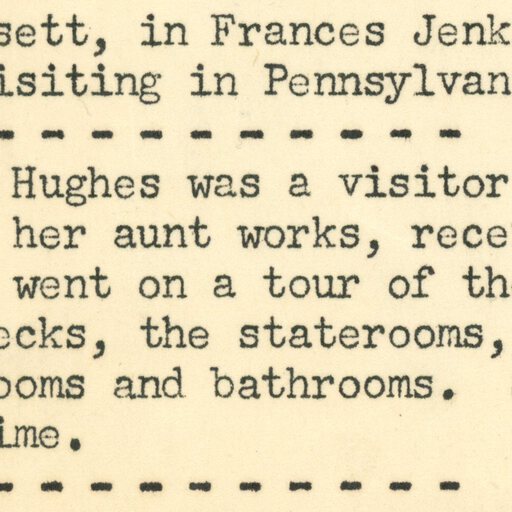 sett, in Frances Jenk
isiting in Pennsylvan
- - - - - - - - - -
Hughes was a visitor
her aunt works, rece
went on a tour of th
ecks, the staterooms,
ooms and bathrooms.
ime.
- - - - - - - - - -